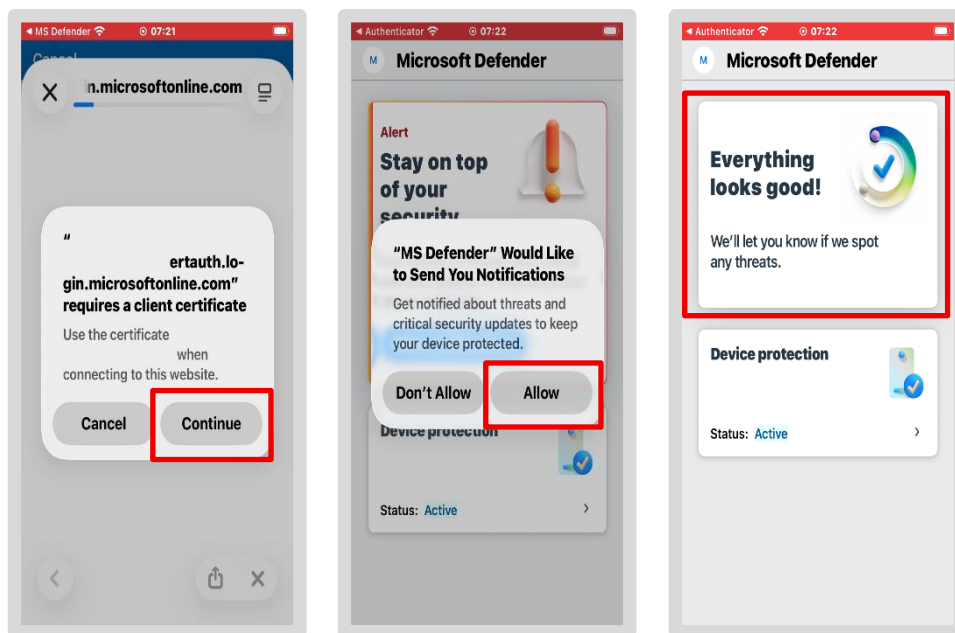 MS Defender 07:21
Cancel
n.microsoftonline.com
"
ertauth.lo-
gin.microsoftonline.com"
requires a client certificate
Use the certificate
when
connecting to this website.
Cancel Continue
Authenticator 07:22
M Microsoft Defender
Alert
Stay on top
of your
security
"MS Defender" Would Like
to Send You Notifications
Get notified about threats and
critical security updates to keep
your device protected.
Don't Allow Allow
Device protection
Status: Active
Authenticator 07:22
M Microsoft Defender
Everything
looks good!
We'll let you know if we spot
any threats.
Device protection
Status: Active